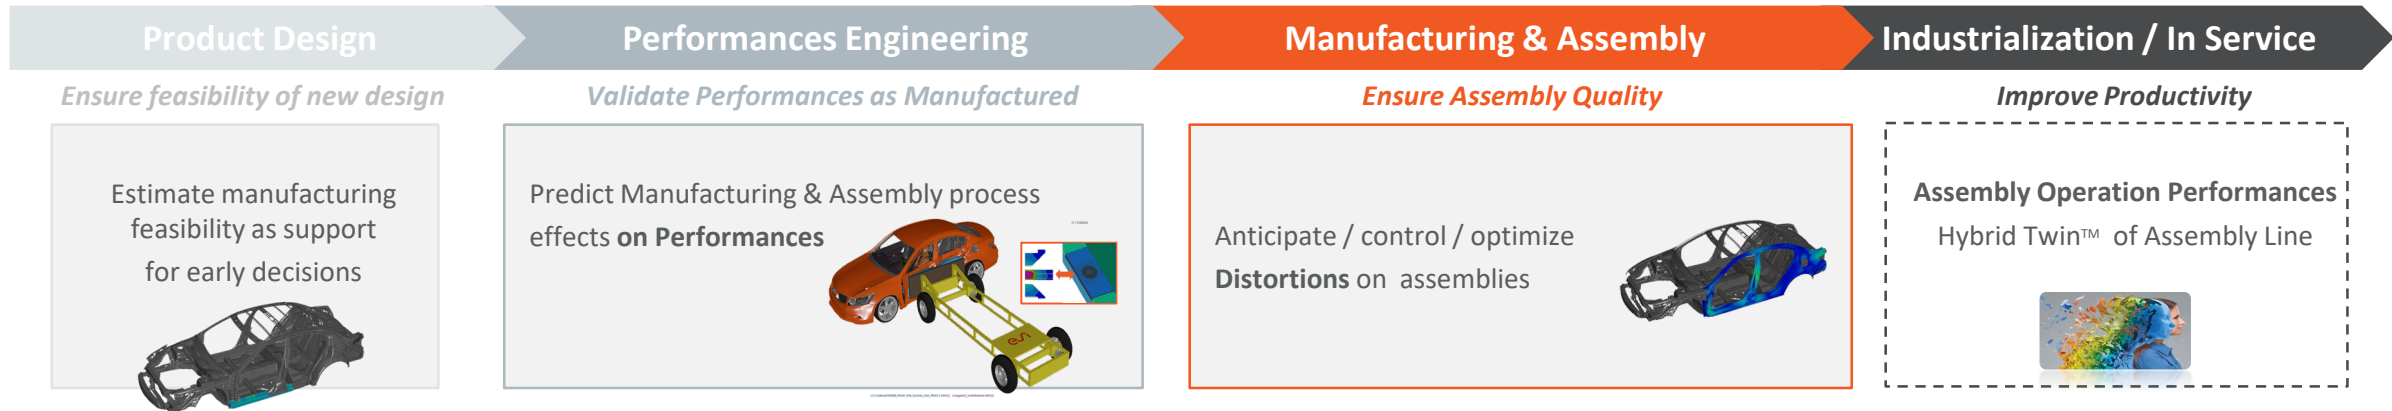 Product Design
Performances Engineering
Manufacturing & Assembly
Industrialization / In Service
Ensure feasibility of new design
Validate Performances as Manufactured
Ensure Assembly Quality
Improve Productivity
Estimate manufacturing
feasibility as support
for early decisions
Predict Manufacturing & Assembly process
effects on Performances
esi
Anticipate / control / optimize
Distortions on assemblies
Assembly Operation Performances
Hybrid Twin™ of Assembly Line